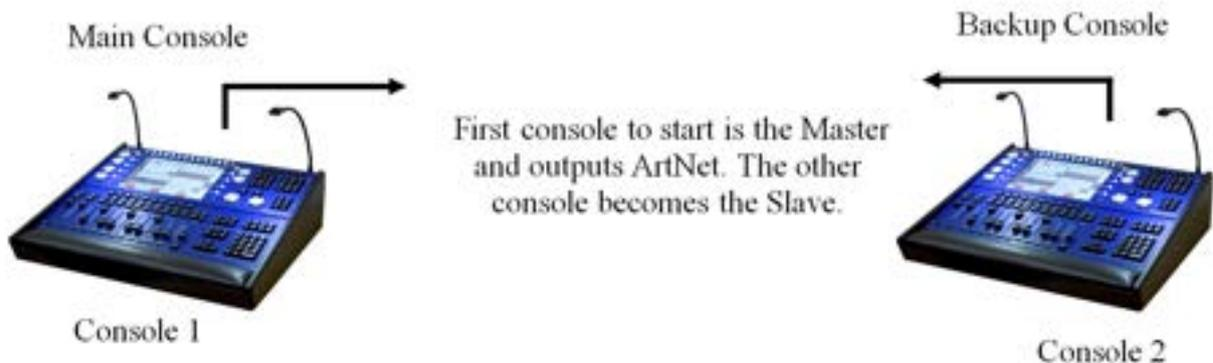 Main Console
Backup Console
First console to start is the Master
and outputs ArtNet. The other
console becomes the Slave.
Console 1
Console 2